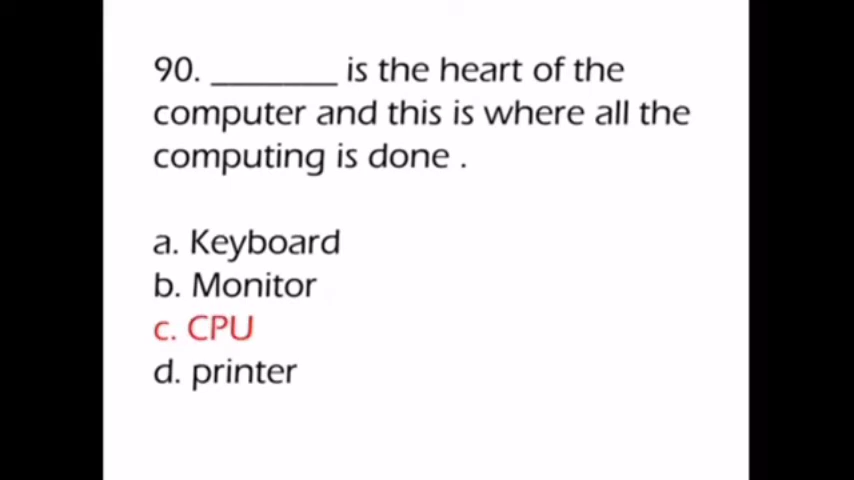 90. _______ is the heart of the
computer and this is where all the
computing is done .
a. Keyboard
b. Monitor
c. CPU
d. printer